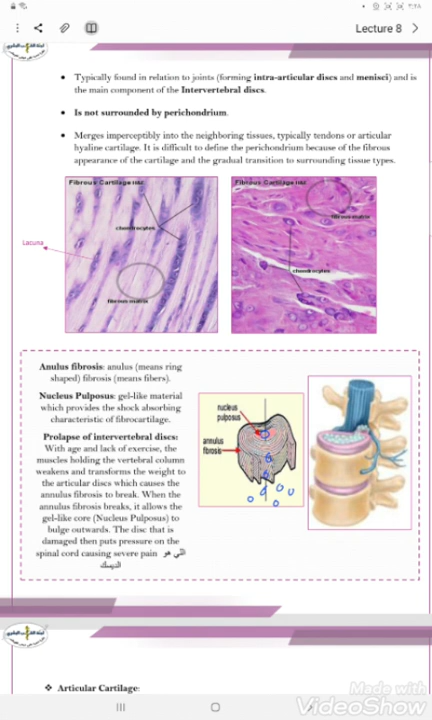 Lecture 8
• Typically found in relation to joints (forming intra-articular discs and menisci) and is
the main component of the Intervertebral discs.
• Is not surrounded by perichondrium.
• Merges imperceptibly into the neighboring tissues, typically tendons or articular
hyaline cartilage. It is difficult to define the perichondrium because of the fibrous
appearance of the cartilage and the gradual transition to surrounding tissue types.
Fibrous Cartilage H&E
chondrocytes
Lacuna
fibrous matrix
Fibrous Cartilage H&E
fibrous matrix
chondrocytes
Anulus fibrosis: anulus (means ring
shaped) fibrosis (means fibers).
Nucleus Pulposus: gel-like material
which provides the shock absorbing
characteristic of fibrocartilage.
Prolapse of intervertebral discs:
With age and lack of exercise, the
muscles holding the vertebral column
weakens and transforms the weight to
the articular discs which causes the
annulus fibrosis to break. When the
annulus fibrosis breaks, it allows the
gel-like core (Nucleus Pulposus) to
bulge outwards. The disc that is
damaged then puts pressure on the
spinal cord causing severe pain اللي هو
الديسك
nucleus
pulposus
annulus
fibrosis
❖ Articular Cartilage:
Made with
VideoShow